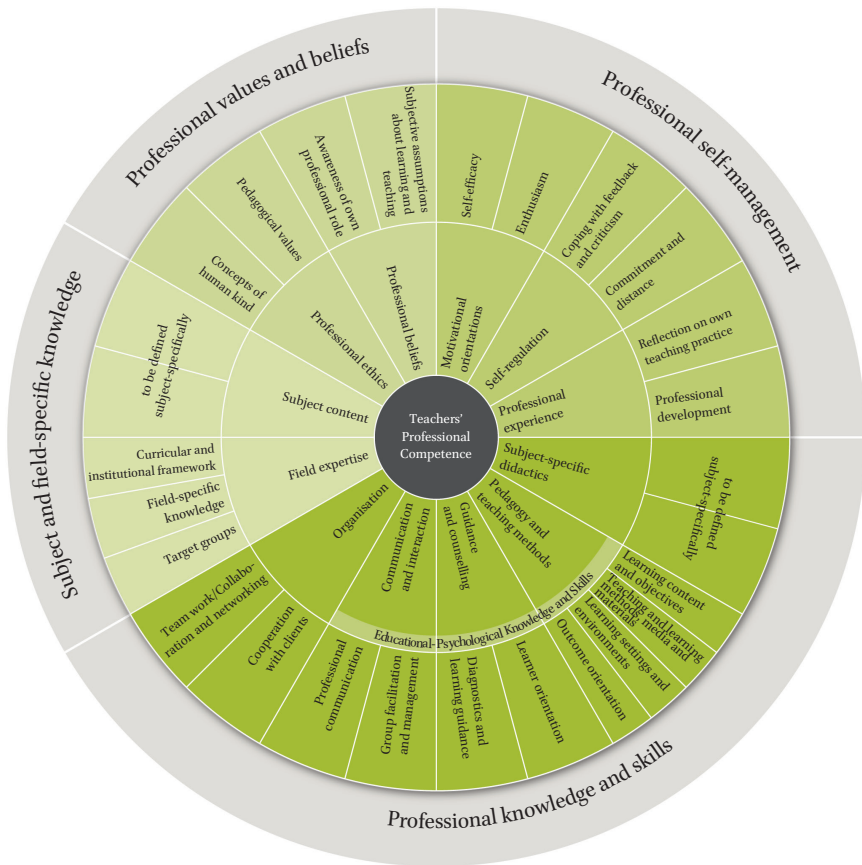 Professional values and beliefs
Professional self-management
Subject and field-specific knowledge
Professional knowledge and skills
Teachers'
Professional
Competence
Concepts of
human kind
Pedagogical values
Awareness of own
professional role
Subjective assumptions
about learning and
teaching
Self-efficacy
Enthusiasm
Coping with feedback
and criticism
Commitment and
distance
Reflection on own
teaching practice
Professional
development
to be defined
subject-specifically
Learning content
and objectives
Teaching and learning
methods, media and
materials
Learning settings and
environments
Outcome orientation
Learner orientation
Diagnostics and
learning guidance
Group facilitation
and management
Professional
communication
Cooperation
with clients
Team work/Collabo-
ration and networking
Target groups
Field-specific
knowledge
Curricular and
institutional framework
to be defined
subject-specifically
Professional ethics
Professional beliefs
Motivational
orientations
Self-regulation
Professional
experience
Subject-specific
didactics
Pedagogy and
teaching methods
Guidance
and counselling
Communication
and interaction
Organisation
Field expertise
Subject content
Educational-Psychological Knowledge and Skills